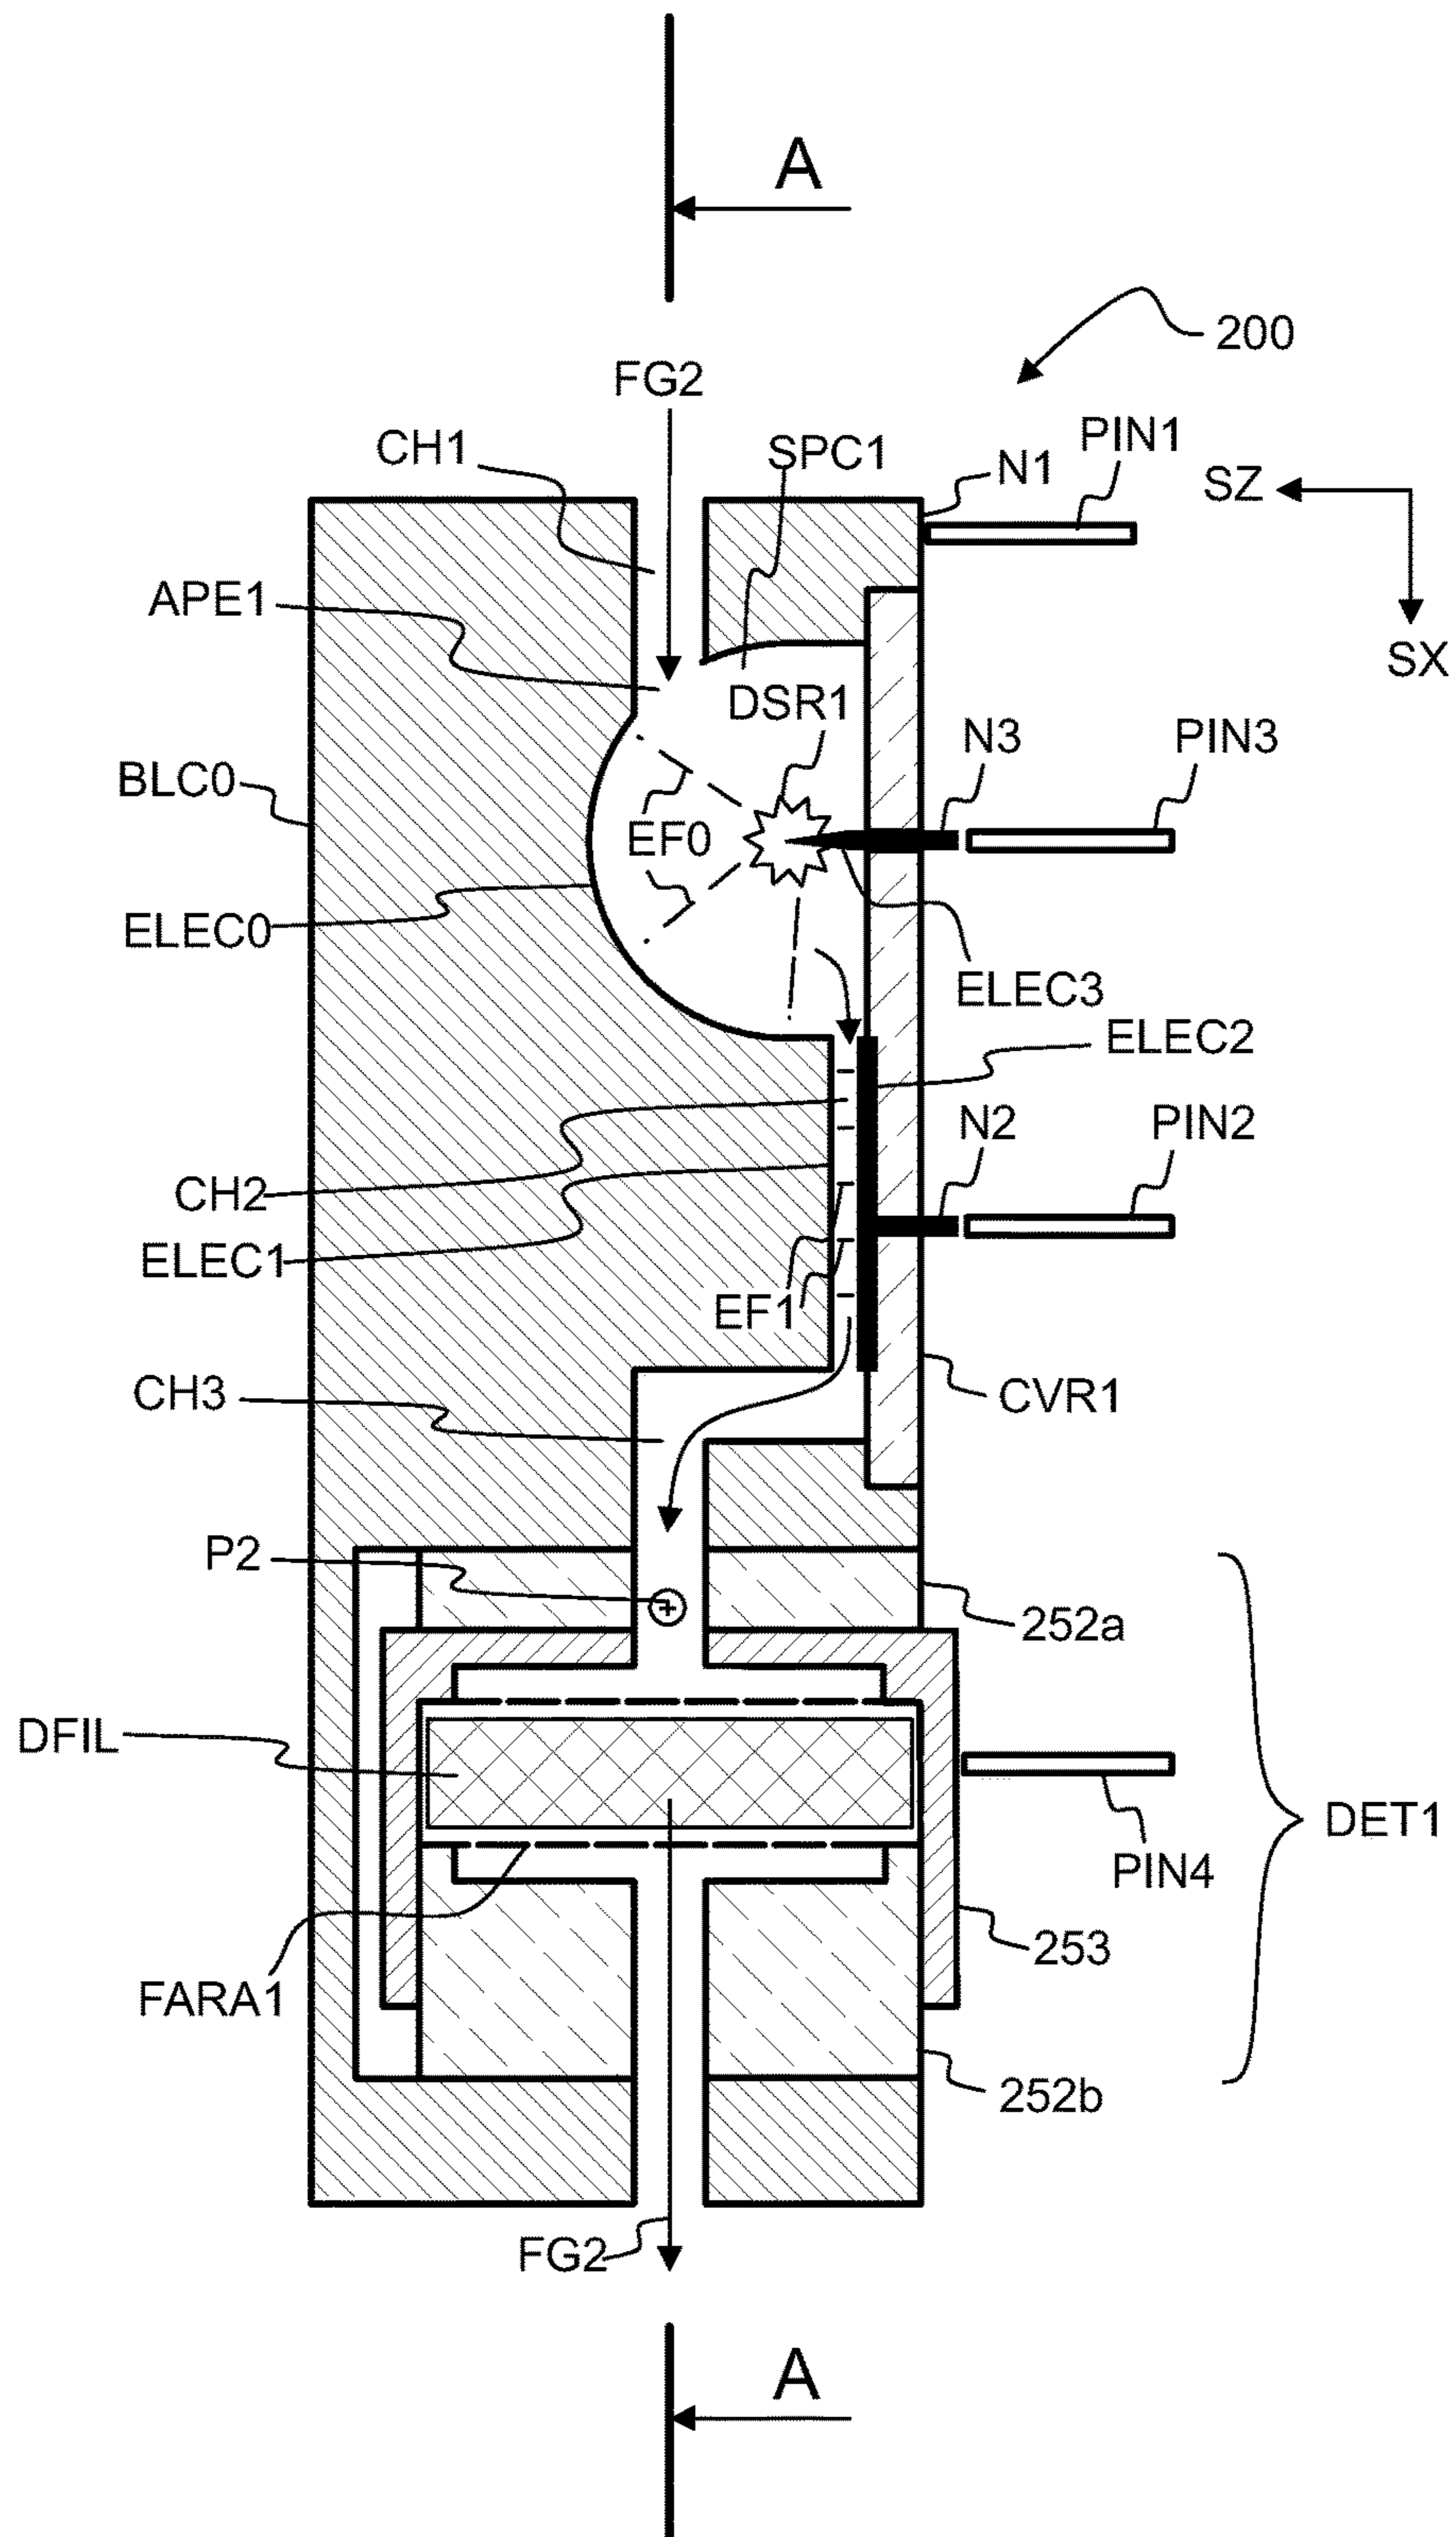 A
200
FG2
PIN1
CH1
SPC1
N1
SZ
APE1
SX
DSR1
N3
PIN3
BLC0
EF0
ELEC0
ELEC3
ELEC2
N2
PIN2
CH2
ELEC1
EF1
CH3
CVR1
P2
252a
DFIL
DET1
PIN4
253
FARA1
252b
FG2
A